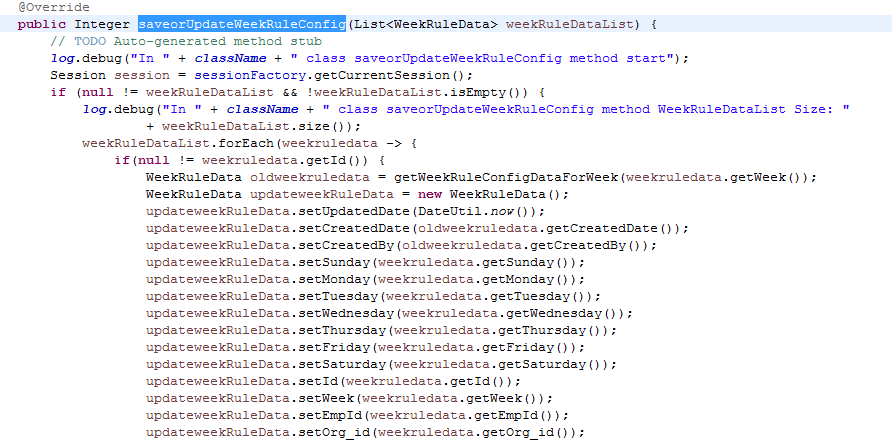 @Override
public Integer saveorUpdateWeekRuleConfig(List<WeekRuleData> weekRuleDataList) {
// TODO Auto-generated method stub
log.debug("In " + className + " class saveorUpdateWeekRuleConfig method start");
Session session = sessionFactory.getCurrentSession();
if (null != weekRuleDataList && !weekRuleDataList.isEmpty()) {
log.debug("In " + className + " class saveorUpdateWeekRuleConfig method WeekRuleDataList Size: "
+ weekRuleDataList.size());
weekRuleDataList.forEach(weekruledata -> {
if(null != weekruledata.getId()) {
WeekRuleData oldweekruledata = getWeekRuleConfigDataForWeek(weekruledata.getWeek());
WeekRuleData updateweekRuleData = new WeekRuleData();
updateweekRuleData.setUpdatedDate(DateUtil.now());
updateweekRuleData.setCreatedDate(oldweekruledata.getCreatedDate());
updateweekRuleData.setCreatedBy(oldweekruledata.getCreatedBy());
updateweekRuleData.setSunday(weekruledata.getSunday());
updateweekRuleData.setMonday(weekruledata.getMonday());
updateweekRuleData.setTuesday(weekruledata.getTuesday());
updateweekRuleData.setWednesday(weekruledata.getWednesday());
updateweekRuleData.setThursday(weekruledata.getThursday());
updateweekRuleData.setFriday(weekruledata.getFriday());
updateweekRuleData.setSaturday(weekruledata.getSaturday());
updateweekRuleData.setId(weekruledata.getId());
updateweekRuleData.setWeek(weekruledata.getWeek());
updateweekRuleData.setEmpId(weekruledata.getEmpId());
updateweekRuleData.setOrg_id(weekruledata.getOrg_id());